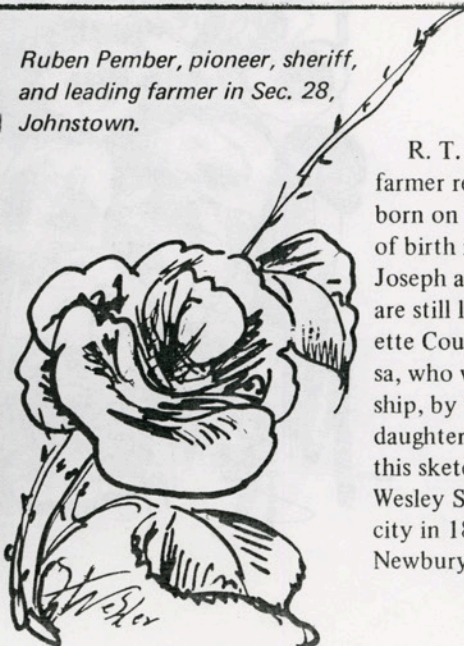 Ruben Pember, pioneer, sheriff,
and leading farmer in Sec. 28,
Johnstown.
R. T.
farmer re
born on
of birth
Joseph a
are still l
ette Cou
sa, who w
ship, by
daughter
this sketc
Wesley S
city in 18
Newbury